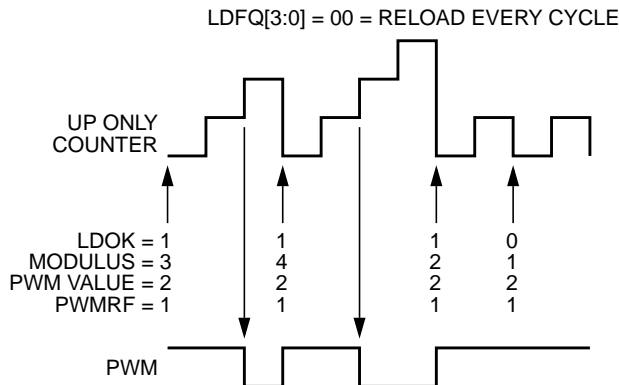 LDFQ[3:0] = 00 = RELOAD EVERY CYCLE
UP ONLY
COUNTER
LDOK = 1 1 1 0
MODULUS = 3 4 2 1
PWM VALUE = 2 2 2 2
PWMRF = 1 1 1 1
PWM